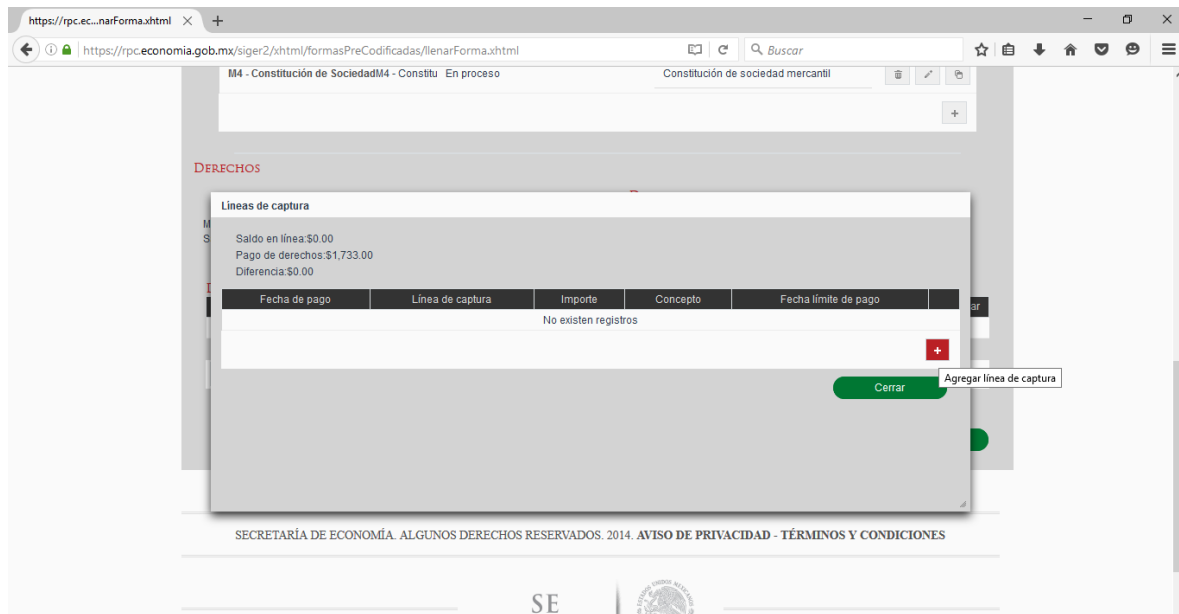 https://rpc.ec...narForma.xhtml
https://rpc.economia.gob.mx/siger2/xhtml/formasPreCodificadas/llenarForma.xhtml
Buscar
M4 - Constitución de SociedadM4 - Constitu En proceso Constitución de sociedad mercantil
DERECHOS
Lineas de captura
Saldo en línea:$0.00
Pago de derechos:$1,733.00
Diferencia:$0.00
Fecha de pago Línea de captura Importe Concepto Fecha límite de pago
No existen registros
Agregar línea de captura
Cerrar
SECRETARÍA DE ECONOMÍA. ALGUNOS DERECHOS RESERVADOS. 2014. AVISO DE PRIVACIDAD - TÉRMINOS Y CONDICIONES
SE